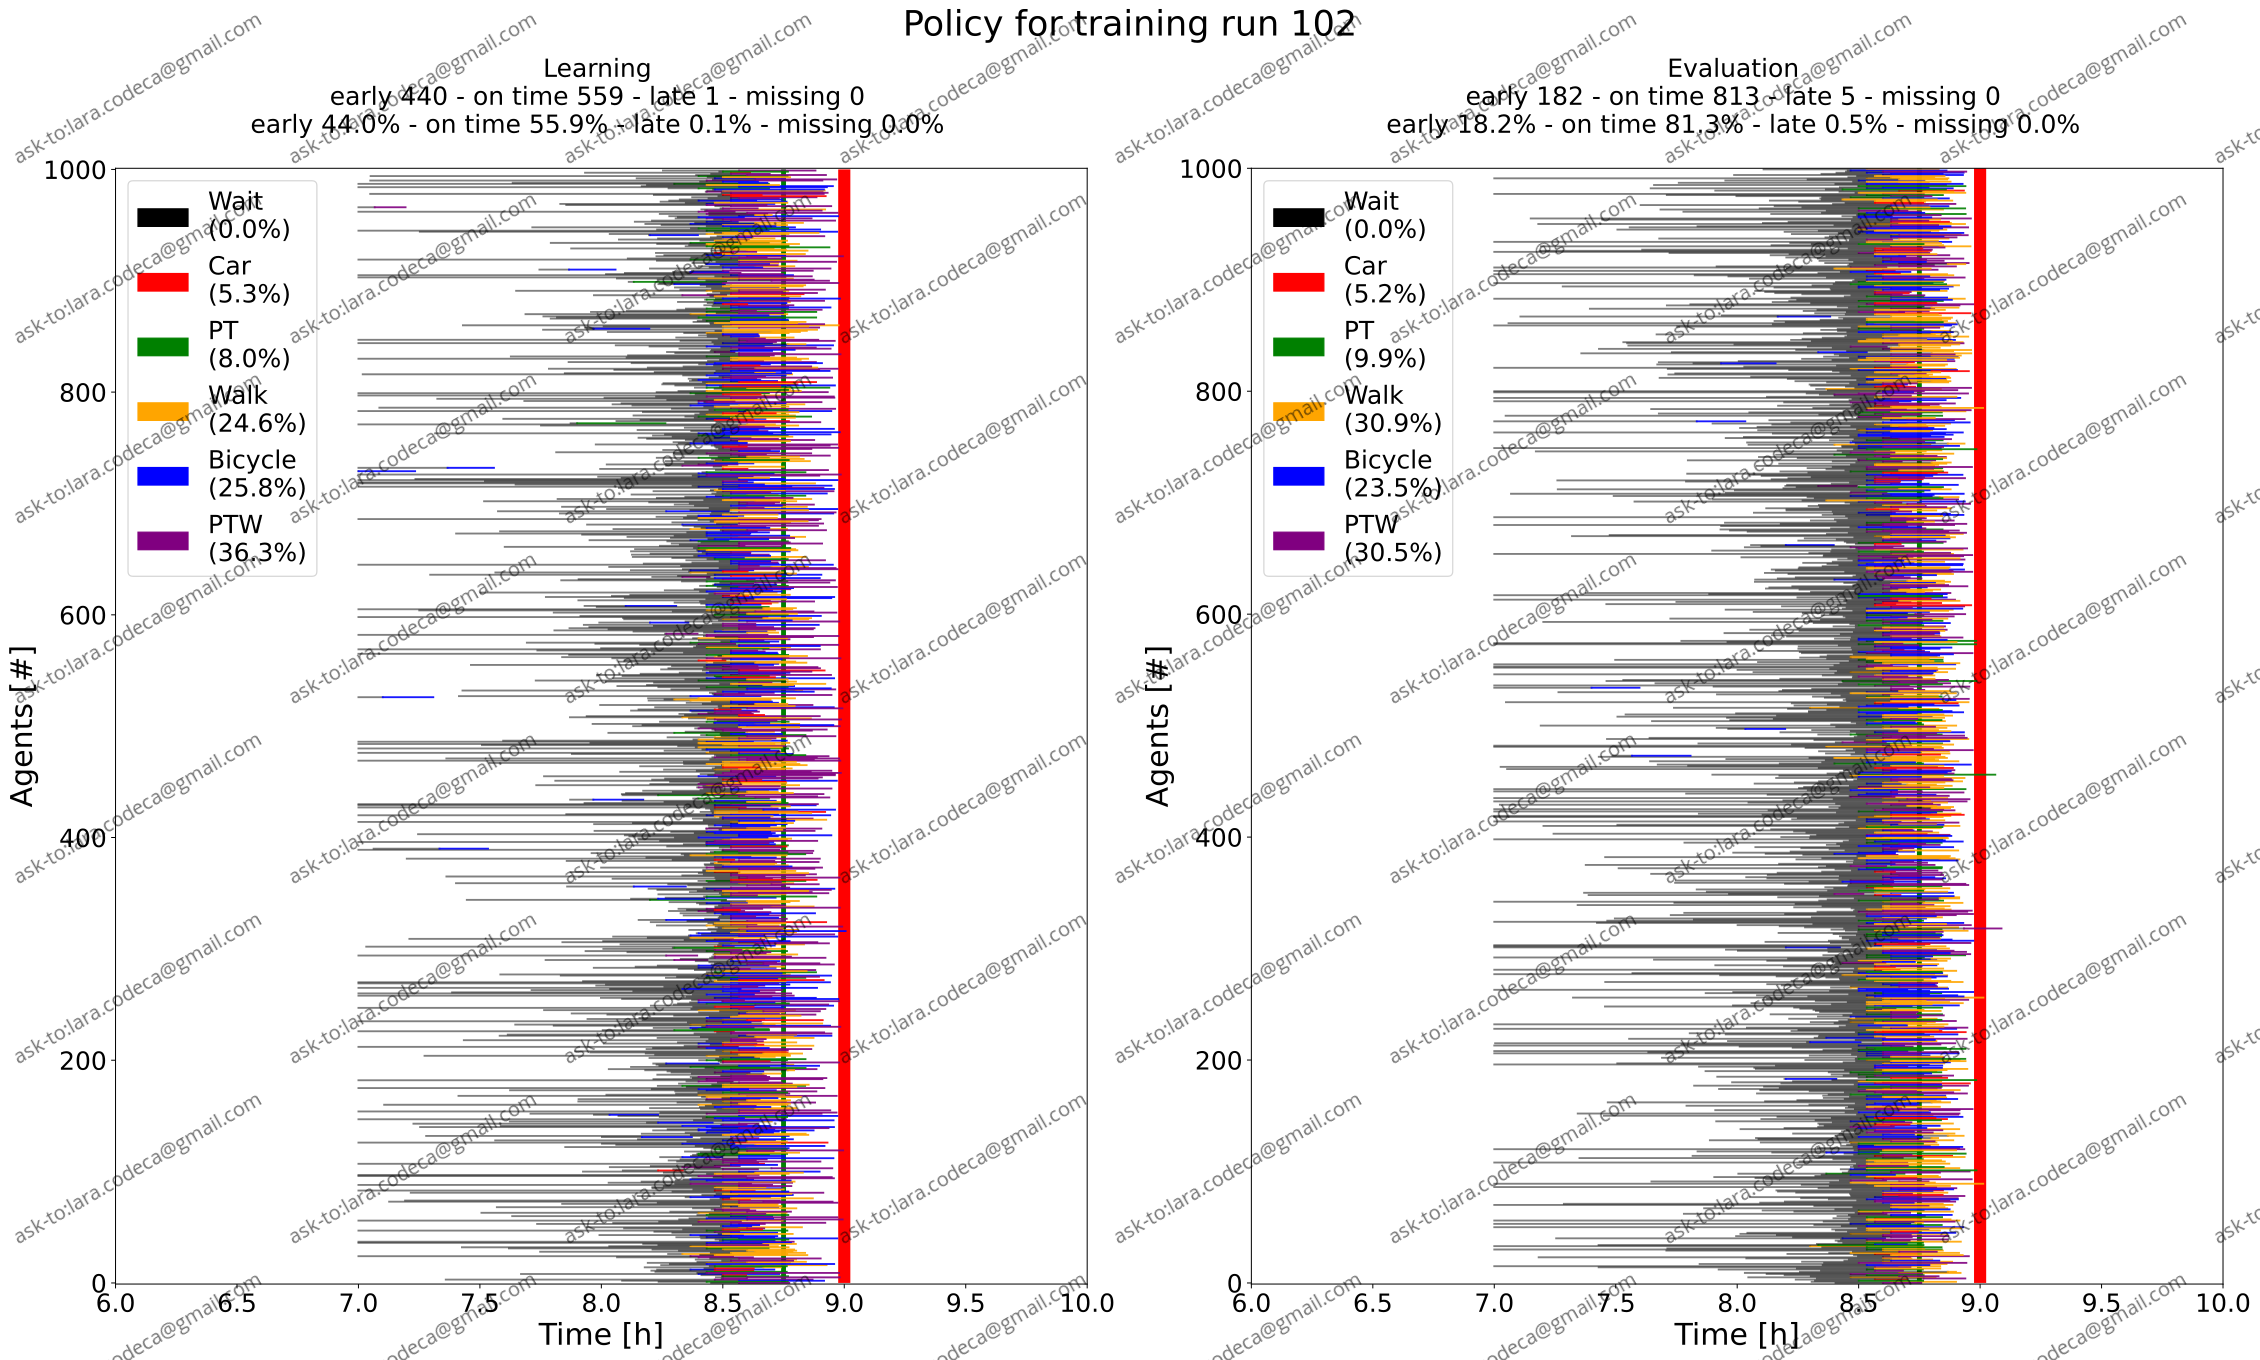 Policy for training run 102
Learning
early 440 - on time 559 - late 1 - missing 0
early 44.0% - on time 55.9% - late 0.1% - missing 0.0%
1000
800
600
400
200
0
Agents [#]
Wait
(0.0%)
Car
(5.3%)
PT
(8.0%)
Walk
(24.6%)
Bicycle
(25.8%)
PTW
(36.3%)
6.0 6.5 7.0 7.5 8.0 8.5 9.0 9.5 10.0
Time [h]
Evaluation
early 182 - on time 813 - late 5 - missing 0
early 18.2% - on time 81.3% - late 0.5% - missing 0.0%
1000
800
600
400
200
0
Agents [#]
Wait
(0.0%)
Car
(5.2%)
PT
(9.9%)
Walk
(30.9%)
Bicycle
(23.5%)
PTW
(30.5%)
6.0 6.5 7.0 7.5 8.0 8.5 9.0 9.5 10.0
Time [h]
ask-to:lara.codeca@gmail.com